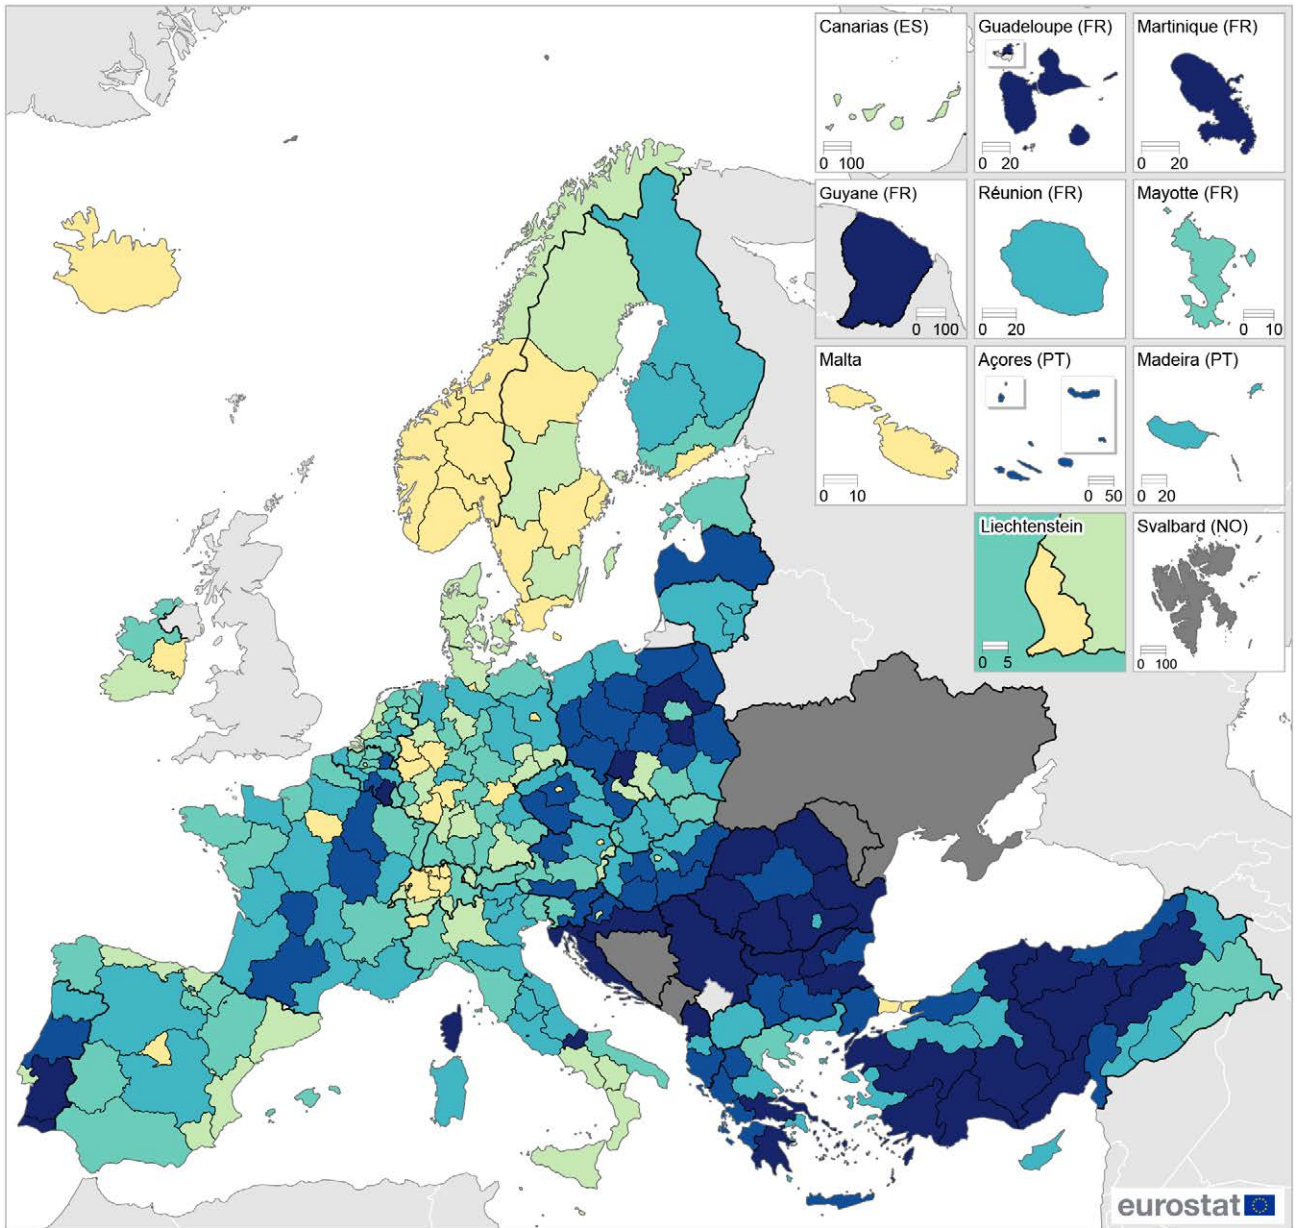 Canarias (ES)
0 100
Guadeloupe (FR)
0 20
Martinique (FR)
0 20
Guyane (FR)
0 100
Réunion (FR)
0 20
Mayotte (FR)
0 10
Malta
0 10
Açores (PT)
0 50
Madeira (PT)
0 20
Liechtenstein
0 5
Svalbard (NO)
0 100
eurostat